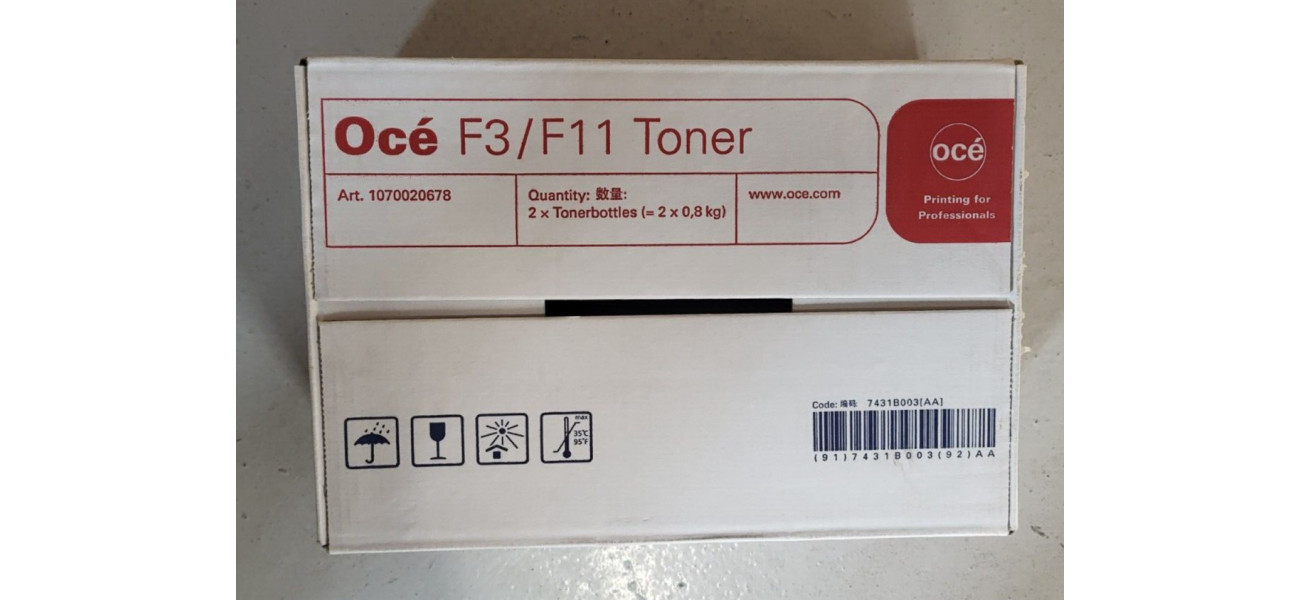 Océ F3/F11 Toner
Art. 1070020678
Quantity: 数量:
2 x Tonerbottles (= 2 x 0,8 kg)
www.oce.com
océ
Printing for
Professionals
max
35°C
95°F
Code: 编码: 7431B003[AA]
(91)7431B003(92)AA